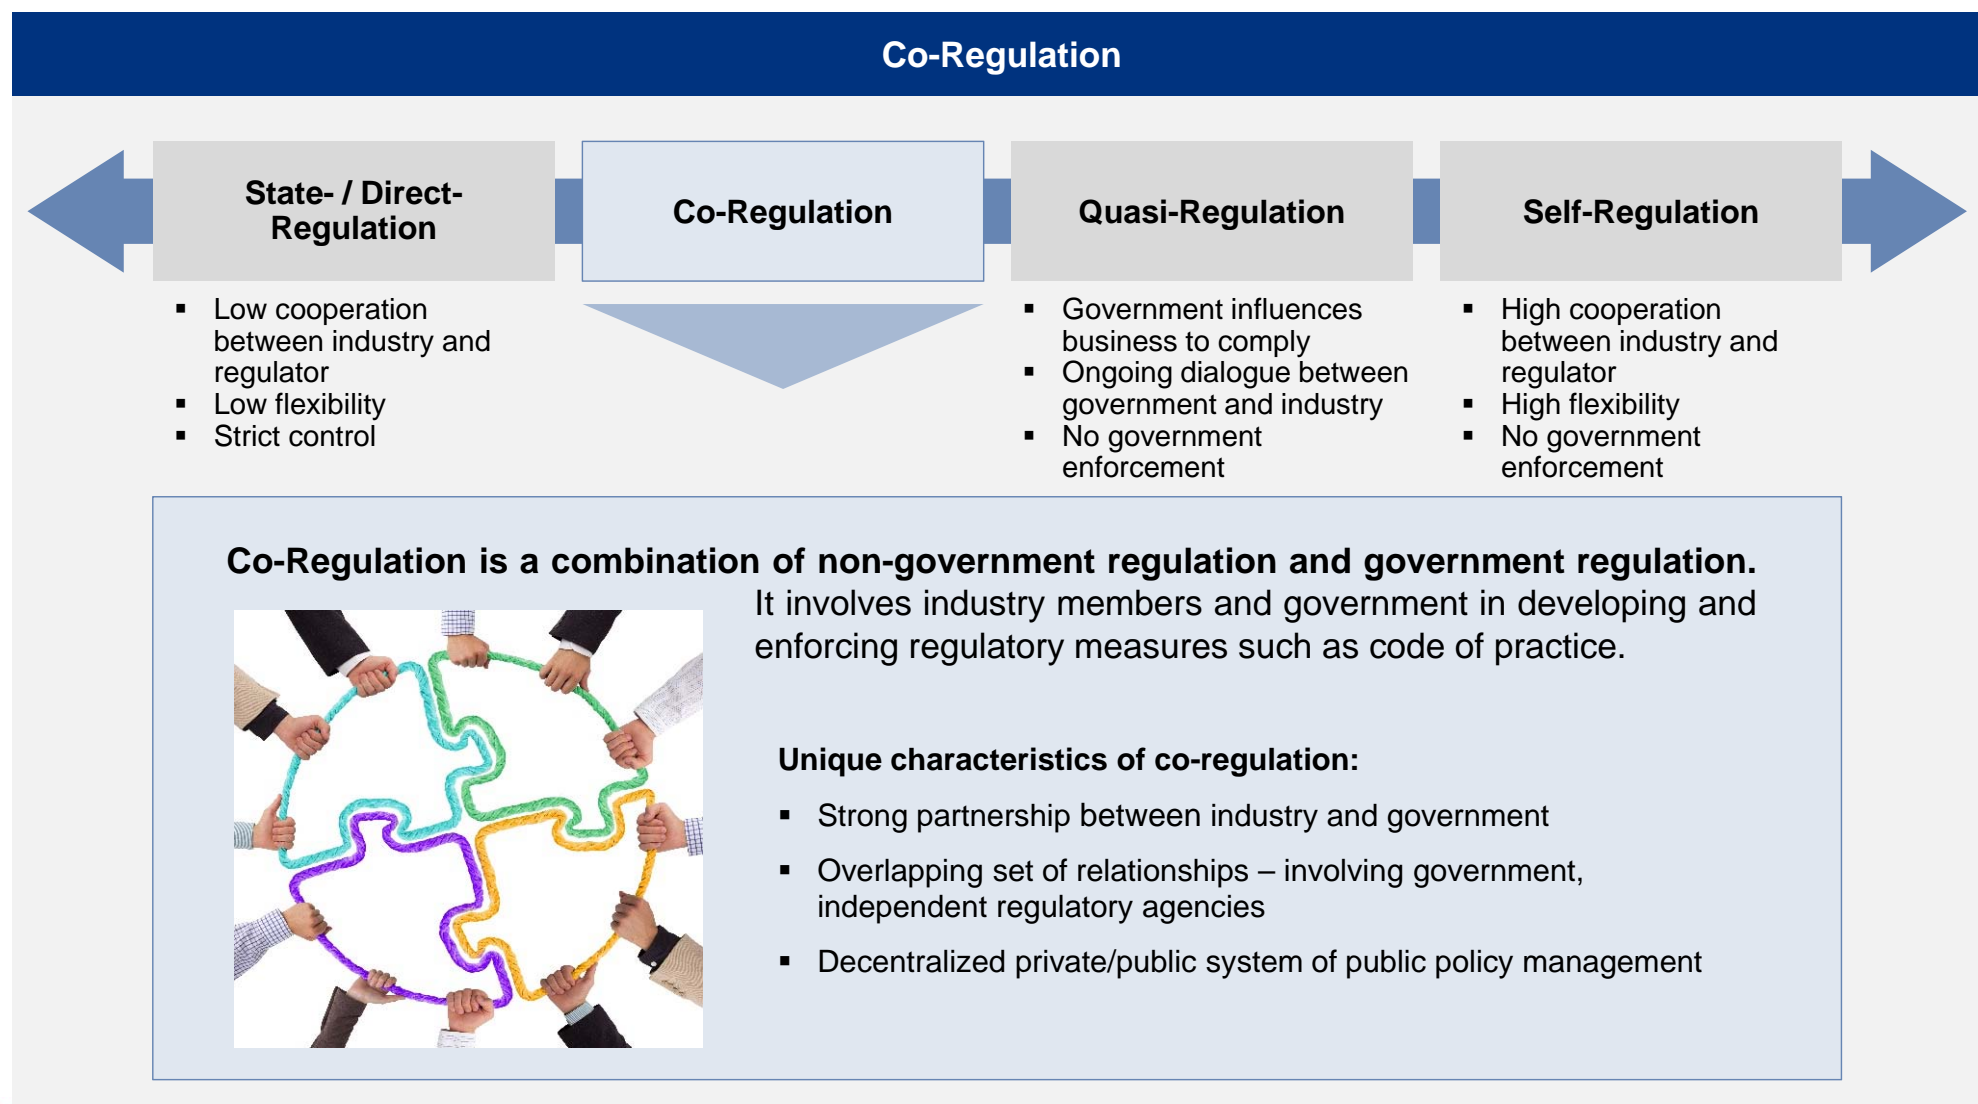 Co-Regulation
State- / Direct-
Regulation
Co-Regulation
Quasi-Regulation
Self-Regulation
▪ Low cooperation
between industry and
regulator
▪ Low flexibility
▪ Strict control
▪ Government influences
business to comply
▪ Ongoing dialogue between
government and industry
▪ No government
enforcement
▪ High cooperation
between industry and
regulator
▪ High flexibility
▪ No government
enforcement
Co-Regulation is a combination of non-government regulation and government regulation.
It involves industry members and government in developing and
enforcing regulatory measures such as code of practice.
Unique characteristics of co-regulation:
▪ Strong partnership between industry and government
▪ Overlapping set of relationships – involving government,
independent regulatory agencies
▪ Decentralized private/public system of public policy management